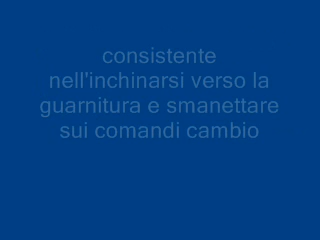 consistente
nell'inchinarsi verso la
guarnitura e smanettare
sui comandi cambio